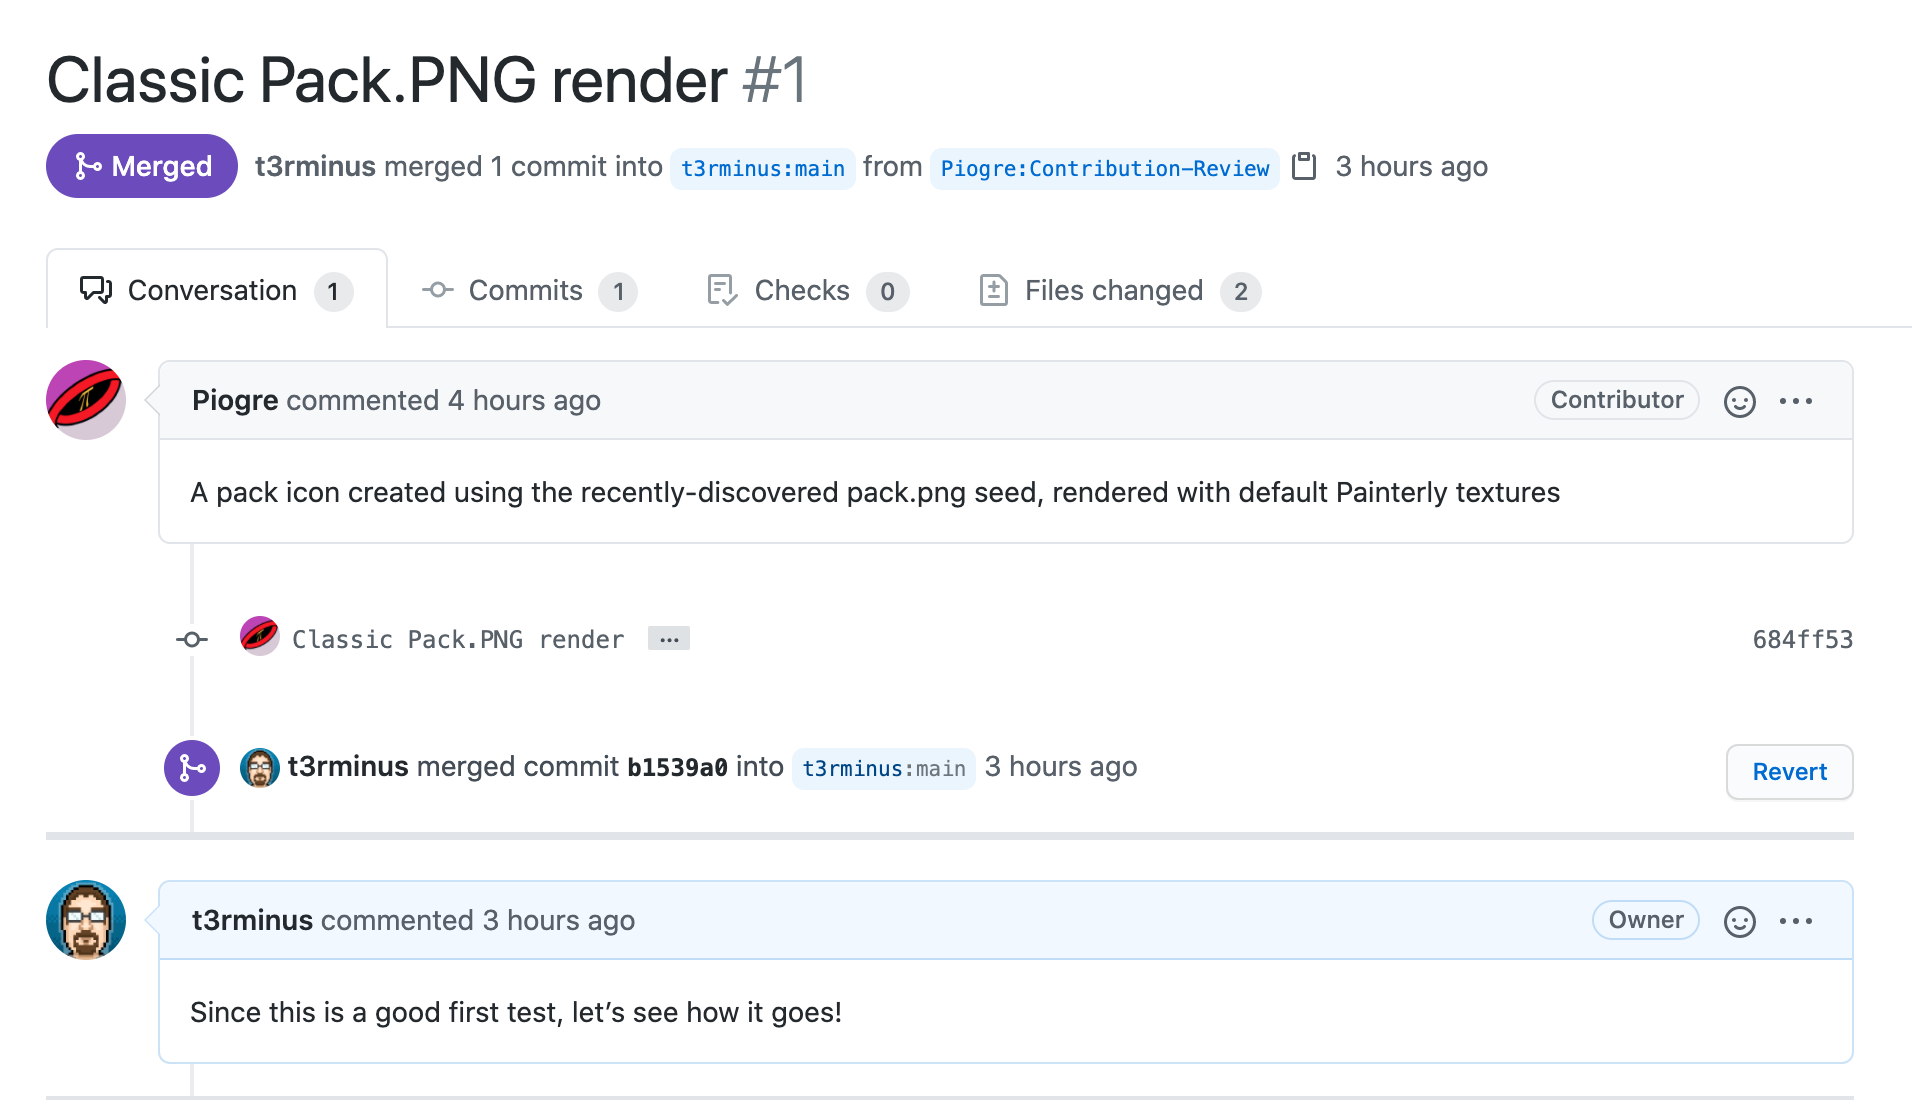 Classic Pack.PNG render #1
Merged t3rminus merged 1 commit into t3rminus:main from Piogre:Contribution-Review 3 hours ago
Conversation 1 Commits 1 Checks 0 Files changed 2
Piogre commented 4 hours ago Contributor
A pack icon created using the recently-discovered pack.png seed, rendered with default Painterly textures
Classic Pack.PNG render ... 684ff53
t3rminus merged commit b1539a0 into t3rminus:main 3 hours ago Revert
t3rminus commented 3 hours ago Owner
Since this is a good first test, let’s see how it goes!